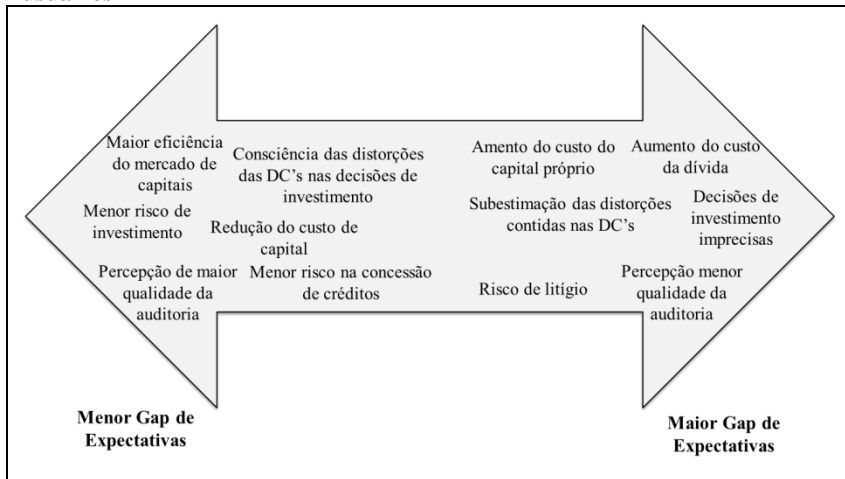 Maior eficiência
do mercado de
capitais
Consciência das distorções
das DC's nas decisões de
investimento
Amento do custo do
capital próprio
Aumento do custo
da dívida
Menor risco de
investimento
Redução do custo de
capital
Subestimação das distorções
contidas nas DC's
Decisões de
investimento
imprecisas
Percepção de maior
qualidade da
auditoria
Menor risco na concessão
de créditos
Risco de litígio
Percepção menor
qualidade da
auditoria
Menor Gap de
Expectativas
Maior Gap de
Expectativas